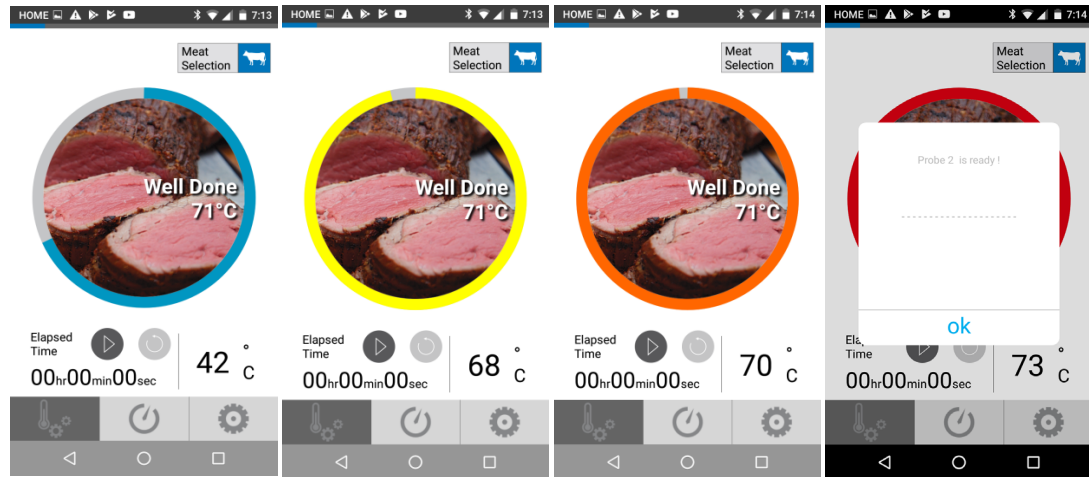 HOME 7:13
Meat
Selection
Well Done
71°C
Elapsed
Time
00hr00min00sec
42 °C
HOME 7:13
Meat
Selection
Well Done
71°C
Elapsed
Time
00hr00min00sec
68 °C
HOME 7:14
Meat
Selection
Well Done
71°C
Elapsed
Time
00hr00min00sec
70 °C
HOME 7:14
Meat
Selection
Probe 2 is ready !
ok
Ela
Time
00hr00min00sec
73 °C